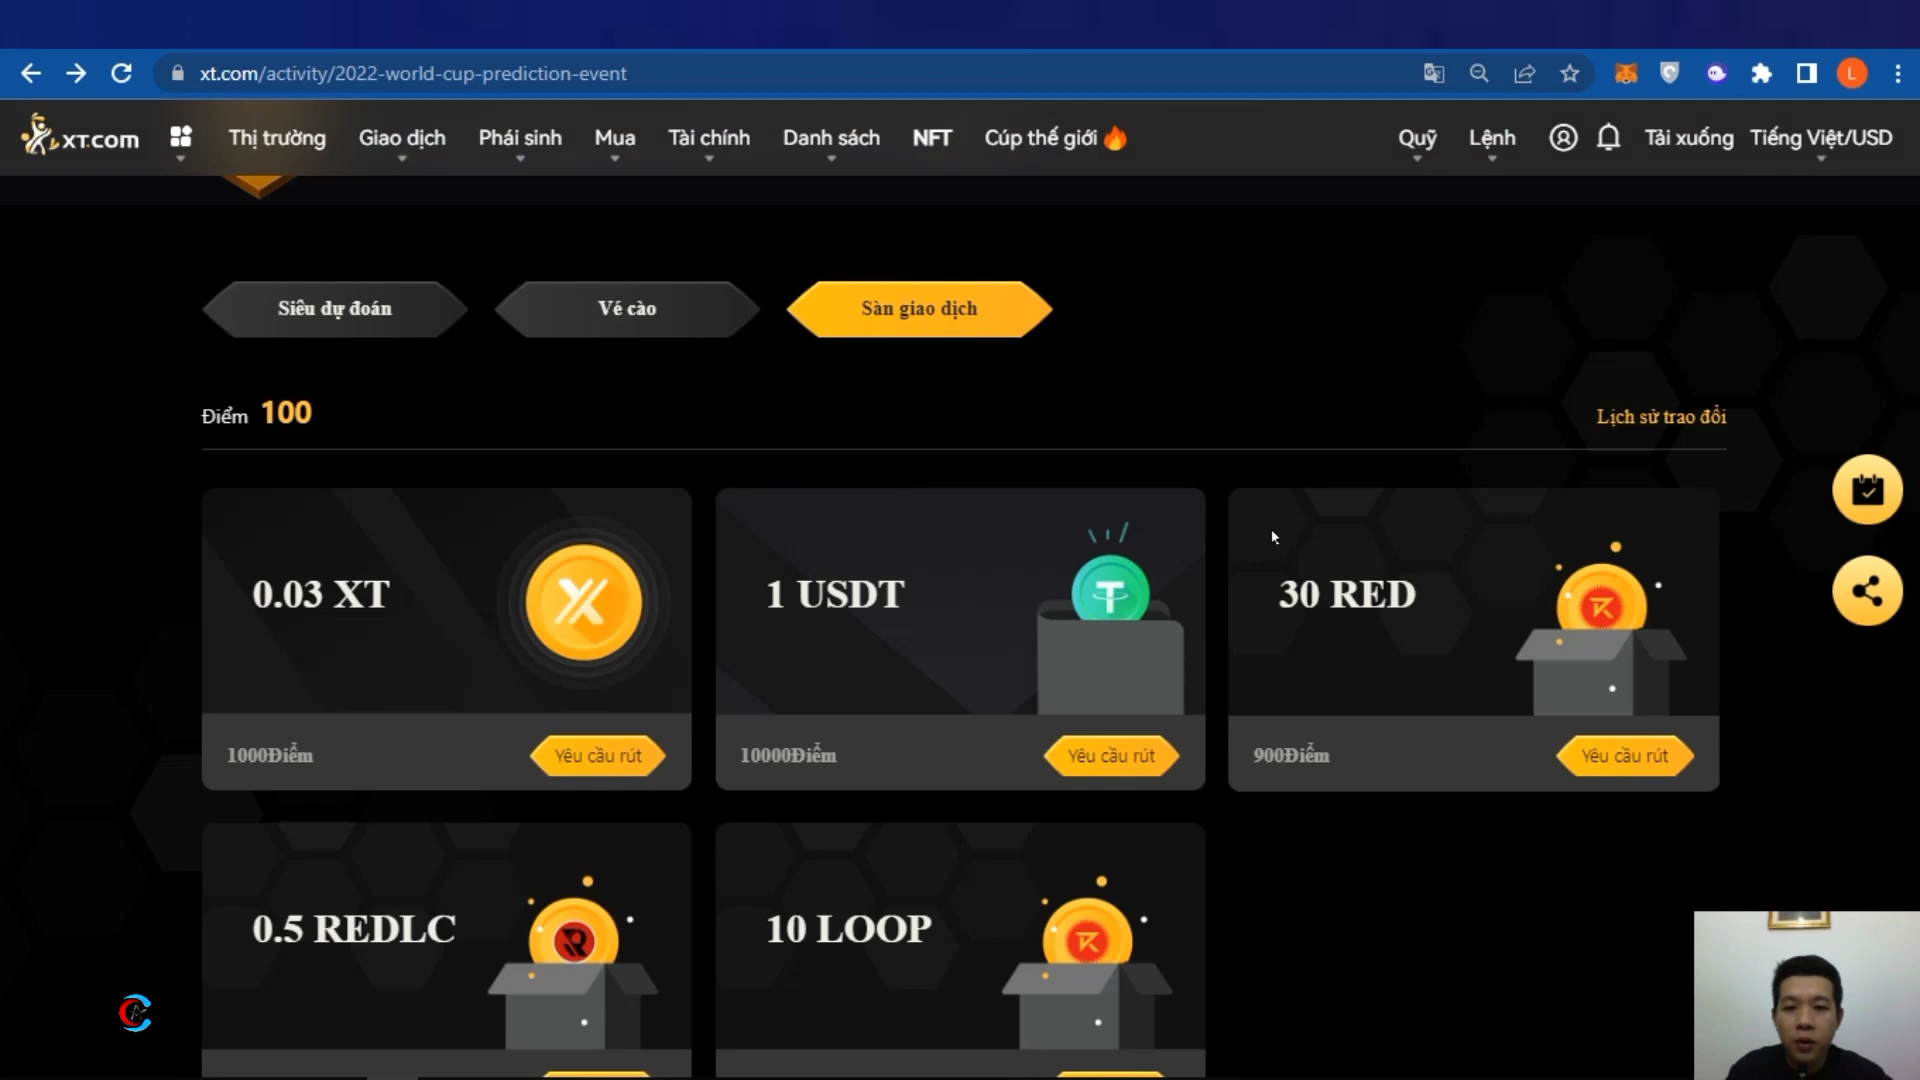 xt.com/activity/2022-world-cup-prediction-event
L
XT.COM
Thị trường
Giao dịch
Phái sinh
Mua
Tài chính
Danh sách
NFT
Cúp thế giới
Quỹ
Lệnh
Tải xuống
Tiếng Việt/USD
Siêu dự đoán
Vé cào
Sàn giao dịch
Điểm 100
Lịch sử trao đổi
0.03 XT
1000Điểm
Yêu cầu rút
1 USDT
10000Điểm
Yêu cầu rút
30 RED
900Điểm
Yêu cầu rút
0.5 REDLC
10 LOOP